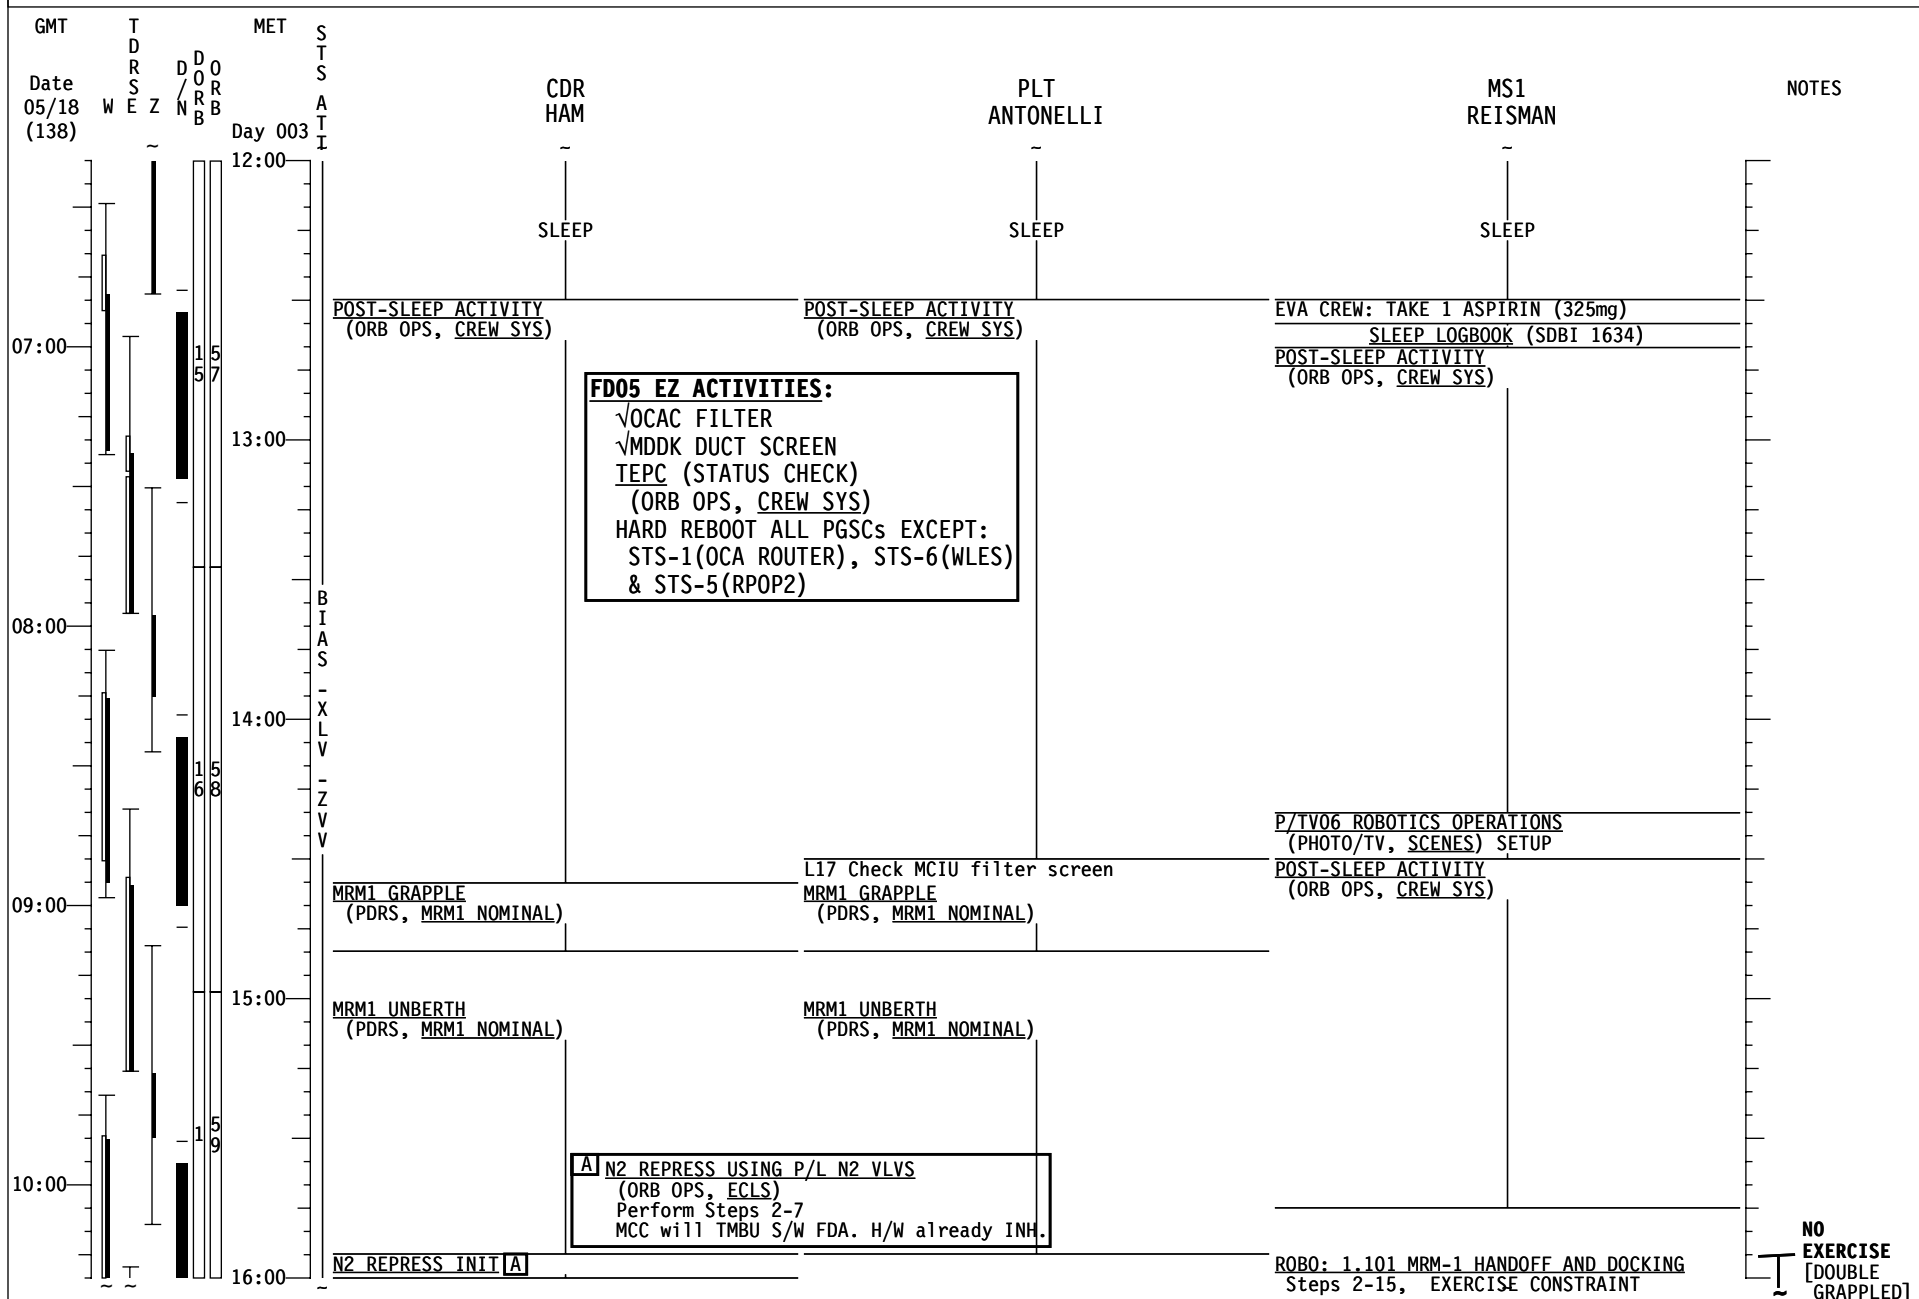 GMT
TDRS
MET
STS ATT
Date
05/18
(138)
W E Z
D/N
DORB
ORB
Day 003
CDR
HAM
PLT
ANTONELLI
MS1
REISMAN
NOTES
~
~
~
~
12:00
SLEEP
SLEEP
SLEEP
POST-SLEEP ACTIVITY
(ORB OPS, CREW SYS)
POST-SLEEP ACTIVITY
(ORB OPS, CREW SYS)
EVA CREW: TAKE 1 ASPIRIN (325mg)
SLEEP LOGBOOK (SDBI 1634)
POST-SLEEP ACTIVITY
(ORB OPS, CREW SYS)
07:00
15
57
FD05 EZ ACTIVITIES:
√OCAC FILTER
√MDDK DUCT SCREEN
TEPC (STATUS CHECK)
(ORB OPS, CREW SYS)
HARD REBOOT ALL PGSCs EXCEPT:
STS-1(OCA ROUTER), STS-6(WLES)
& STS-5(RPOP2)
13:00
08:00
BIAS -XLV -ZVV
14:00
16
58
P/TV06 ROBOTICS OPERATIONS
(PHOTO/TV, SCENES) SETUP
L17 Check MCIU filter screen
POST-SLEEP ACTIVITY
(ORB OPS, CREW SYS)
09:00
MRM1 GRAPPLE
(PDRS, MRM1 NOMINAL)
MRM1 GRAPPLE
(PDRS, MRM1 NOMINAL)
15:00
MRM1 UNBERTH
(PDRS, MRM1 NOMINAL)
MRM1 UNBERTH
(PDRS, MRM1 NOMINAL)
1
59
A N2 REPRESS USING P/L N2 VLVS
(ORB OPS, ECLS)
Perform Steps 2-7
MCC will TMBU S/W FDA. H/W already INH.
10:00
N2 REPRESS INIT A
16:00
ROBO: 1.101 MRM-1 HANDOFF AND DOCKING
Steps 2-15, EXERCISE CONSTRAINT
NO
EXERCISE
[DOUBLE
GRAPPLED]
~
~
~
~
~